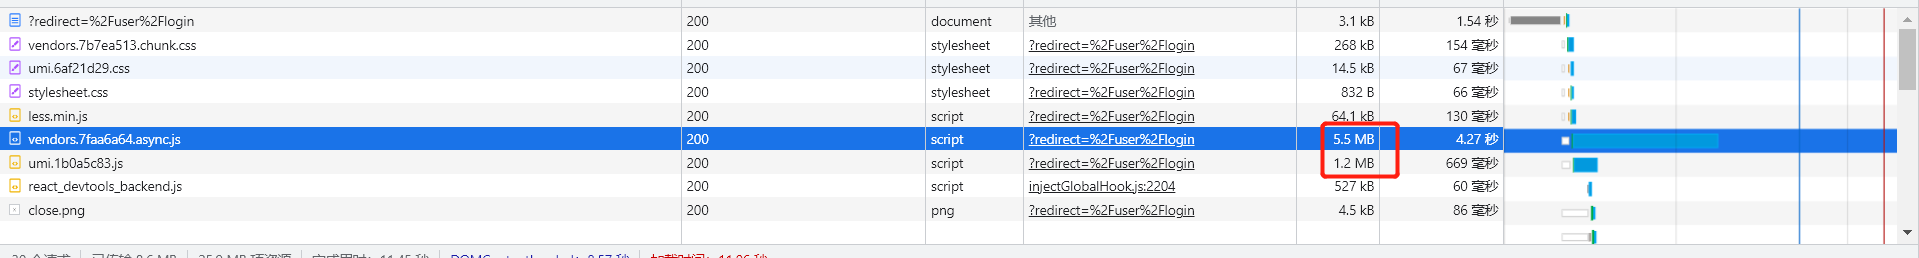 ?redirect=%2Fuser%2Flogin 200 document 其他 3.1 kB 1.54 秒
vendors.7b7ea513.chunk.css 200 stylesheet ?redirect=%2Fuser%2Flogin 268 kB 154 毫秒
umi.6af21d29.css 200 stylesheet ?redirect=%2Fuser%2Flogin 14.5 kB 67 毫秒
stylesheet.css 200 stylesheet ?redirect=%2Fuser%2Flogin 832 B 66 毫秒
less.min.js 200 script ?redirect=%2Fuser%2Flogin 64.1 kB 130 毫秒
vendors.7faa6a64.async.js 200 script ?redirect=%2Fuser%2Flogin 5.5 MB 4.27 秒
umi.1b0a5c83.js 200 script ?redirect=%2Fuser%2Flogin 1.2 MB 669 毫秒
react_devtools_backend.js 200 script injectGlobalHook.js:2204 527 kB 60 毫秒
close.png 200 png ?redirect=%2Fuser%2Flogin 4.5 kB 86 毫秒